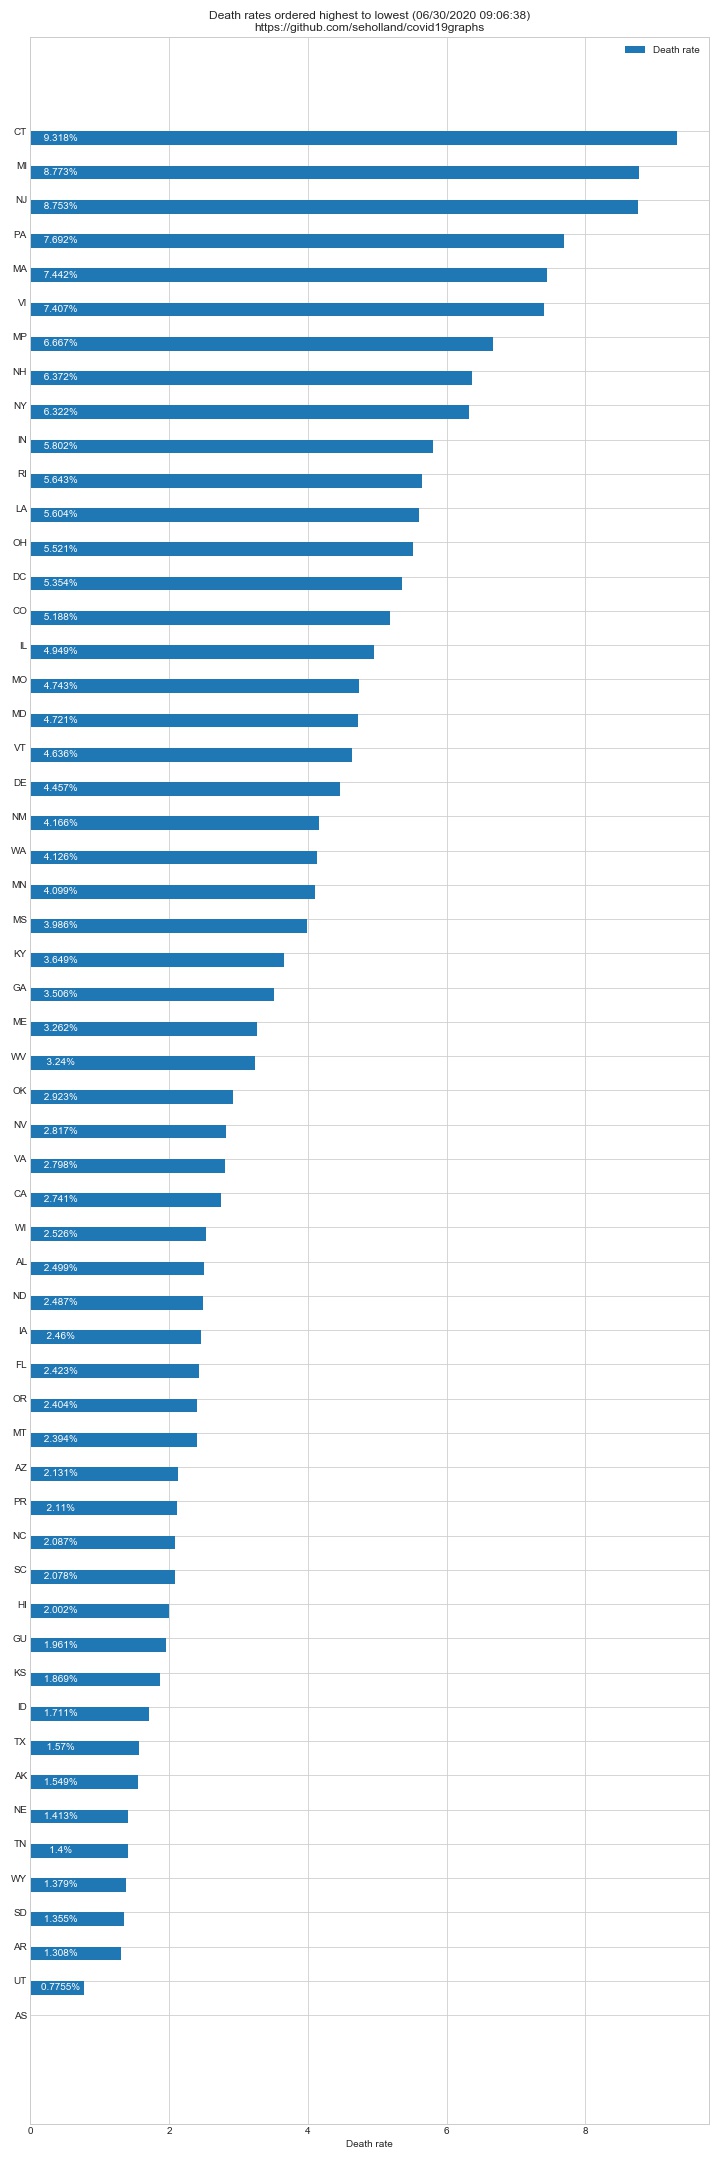 Death rates ordered highest to lowest (06/30/2020 09:06:38)
https://github.com/seholland/covid19graphs
Death rate
CT 9.318%
MI 8.773%
NJ 8.753%
PA 7.692%
MA 7.442%
VI 7.407%
MP 6.667%
NH 6.372%
NY 6.322%
IN 5.802%
RI 5.643%
LA 5.604%
OH 5.521%
DC 5.354%
CO 5.188%
IL 4.949%
MO 4.743%
MD 4.721%
VT 4.636%
DE 4.457%
NM 4.166%
WA 4.126%
MN 4.099%
MS 3.986%
KY 3.649%
GA 3.506%
ME 3.262%
WV 3.24%
OK 2.923%
NV 2.817%
VA 2.798%
CA 2.741%
WI 2.526%
AL 2.499%
ND 2.487%
IA 2.46%
FL 2.423%
OR 2.404%
MT 2.394%
AZ 2.131%
PR 2.11%
NC 2.087%
SC 2.078%
HI 2.002%
GU 1.961%
KS 1.869%
ID 1.711%
TX 1.57%
AK 1.549%
NE 1.413%
TN 1.4%
WY 1.379%
SD 1.355%
AR 1.308%
UT 0.7755%
AS
0 2 4 6 8
Death rate